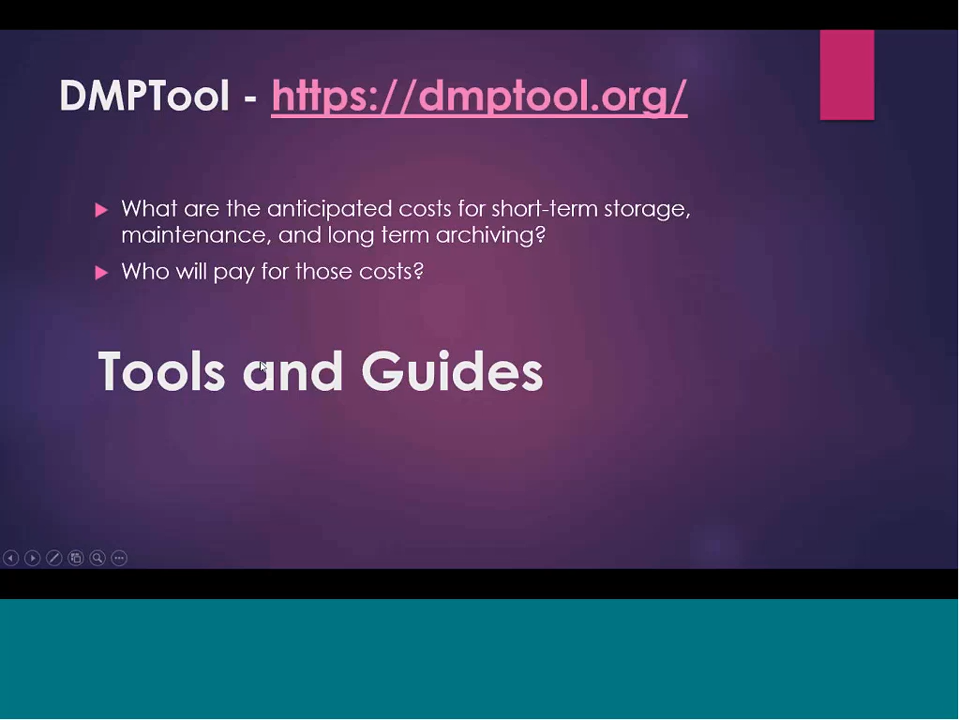 DMPTool - https://dmptool.org/
What are the anticipated costs for short-term storage,
maintenance, and long term archiving?
Who will pay for those costs?
Tools and Guides